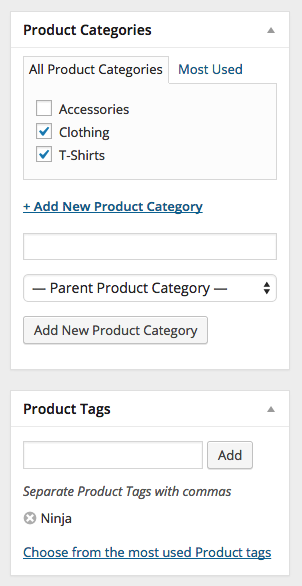 Product Categories
All Product Categories Most Used
Accessories
Clothing
T-Shirts
+ Add New Product Category
— Parent Product Category —
Add New Product Category
Product Tags
Add
Separate Product Tags with commas
Ninja
Choose from the most used Product tags